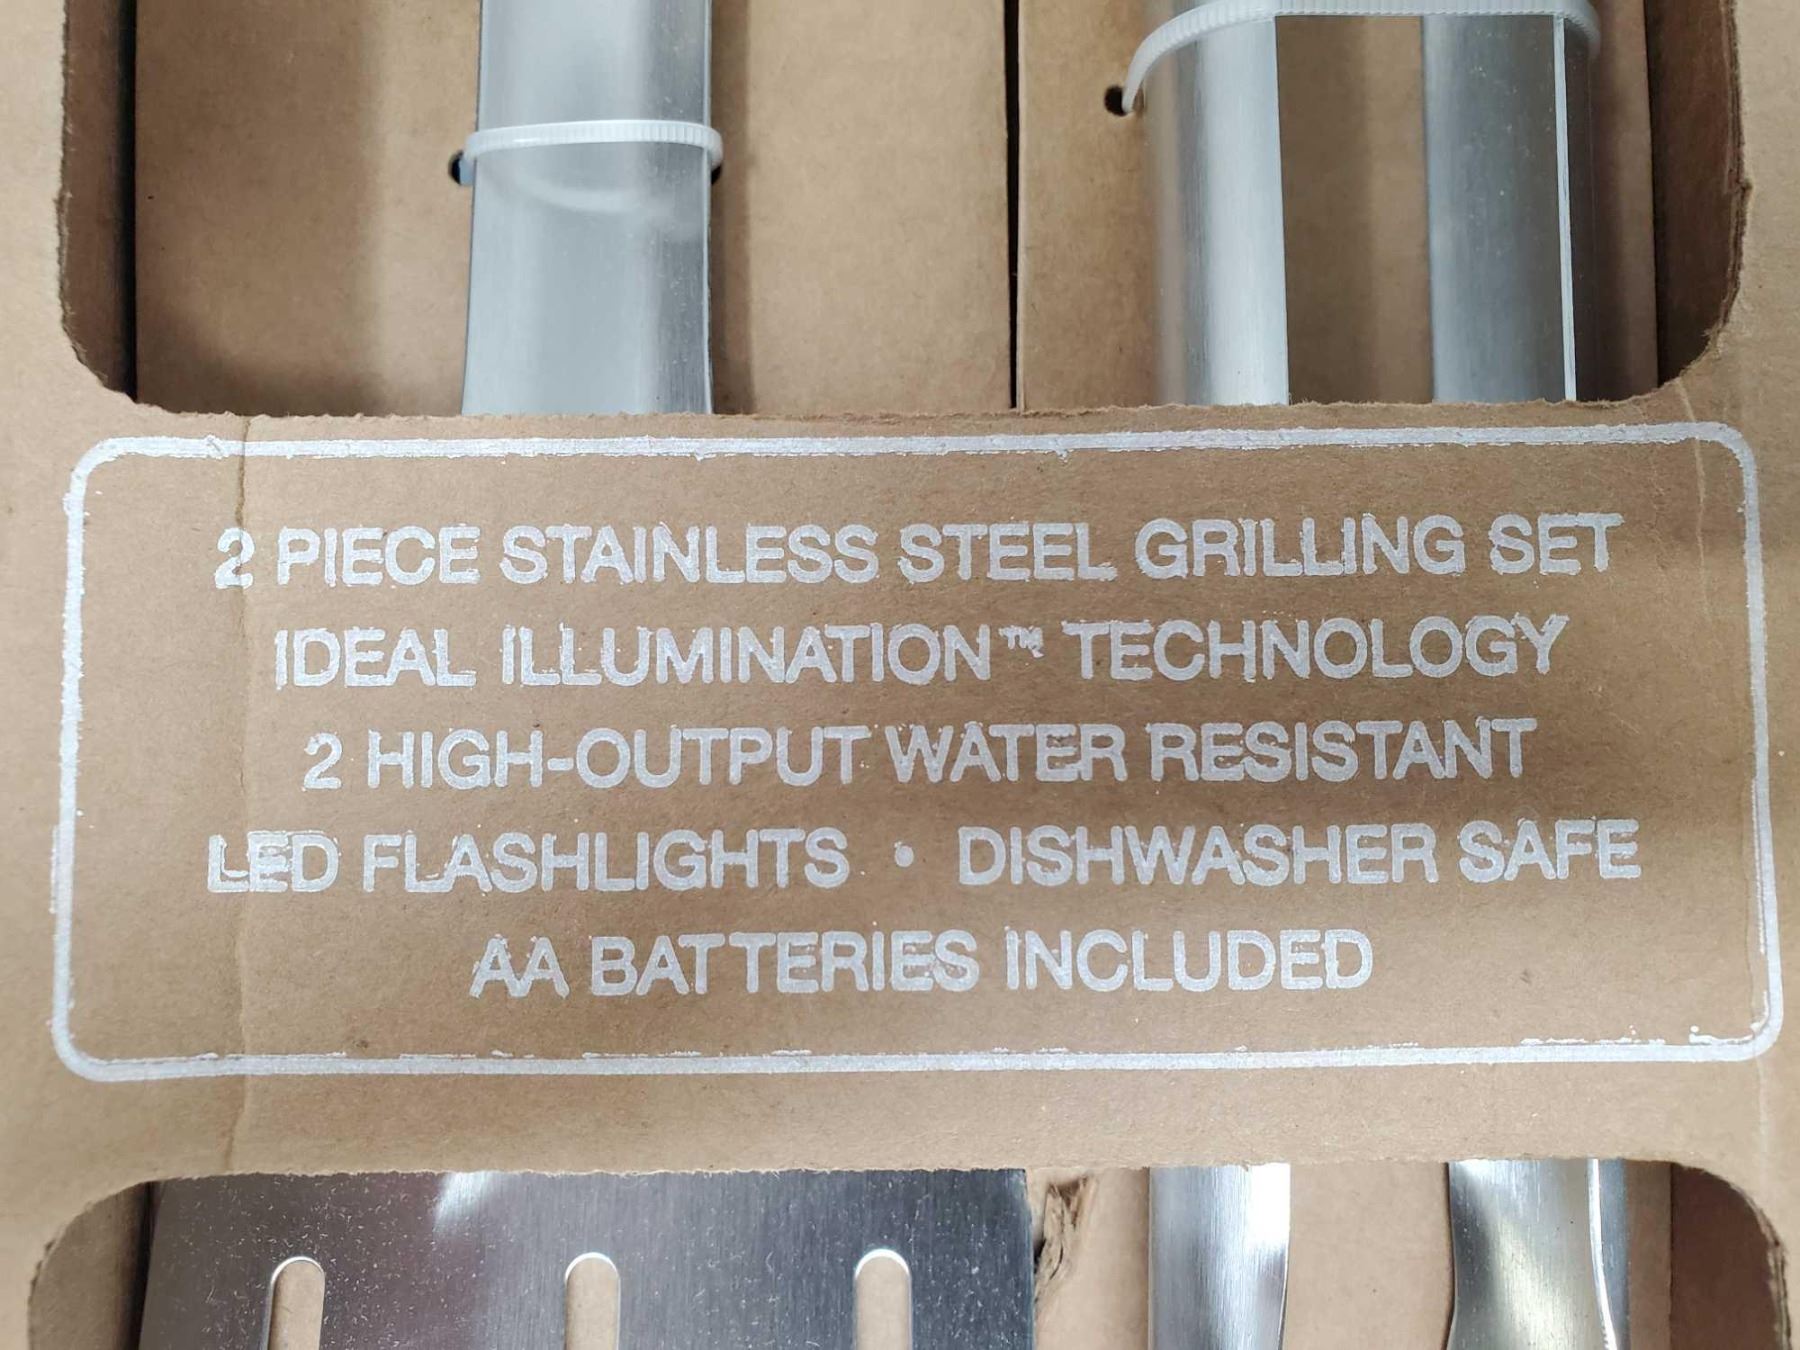 2 PIECE STAINLESS STEEL GRILLING SET
IDEAL ILLUMINATION™ TECHNOLOGY
2 HIGH-OUTPUT WATER RESISTANT
LED FLASHLIGHTS • DISHWASHER SAFE
AA BATTERIES INCLUDED